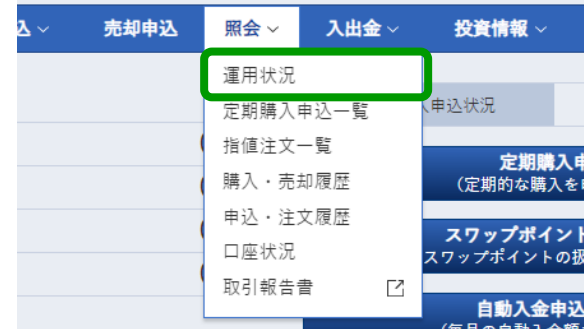 込
売却申込
照会
入出金
投資情報
運用状況
申込状況
定期購入申込一覧
指値注文一覧
購入・売却履歴
申込・注文履歴
口座状況
取引報告書
定期購入申
(定期的な購入を
スワップポイント
スワップポイントの扱
自動入金申込